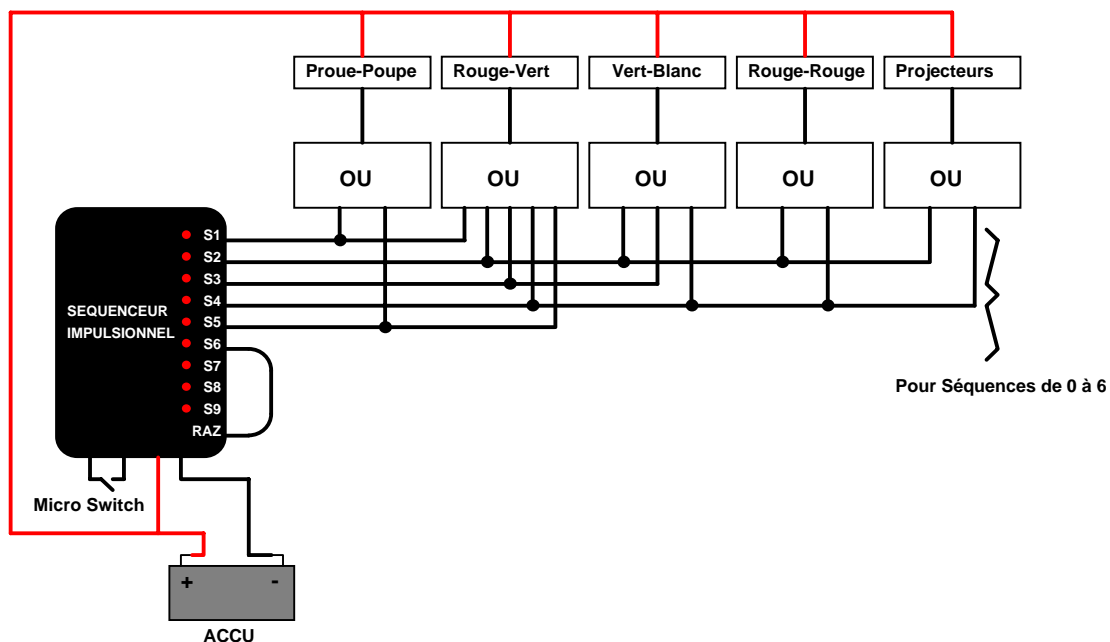 Proue-Poupe
Rouge-Vert
Vert-Blanc
Rouge-Rouge
Projecteurs
OU
OU
OU
OU
OU
S1
S2
S3
S4
S5
S6
S7
S8
S9
RAZ
SEQUENCEUR
IMPULSIONNEL
Pour Séquences de 0 à 6
Micro Switch
+
-
ACCU